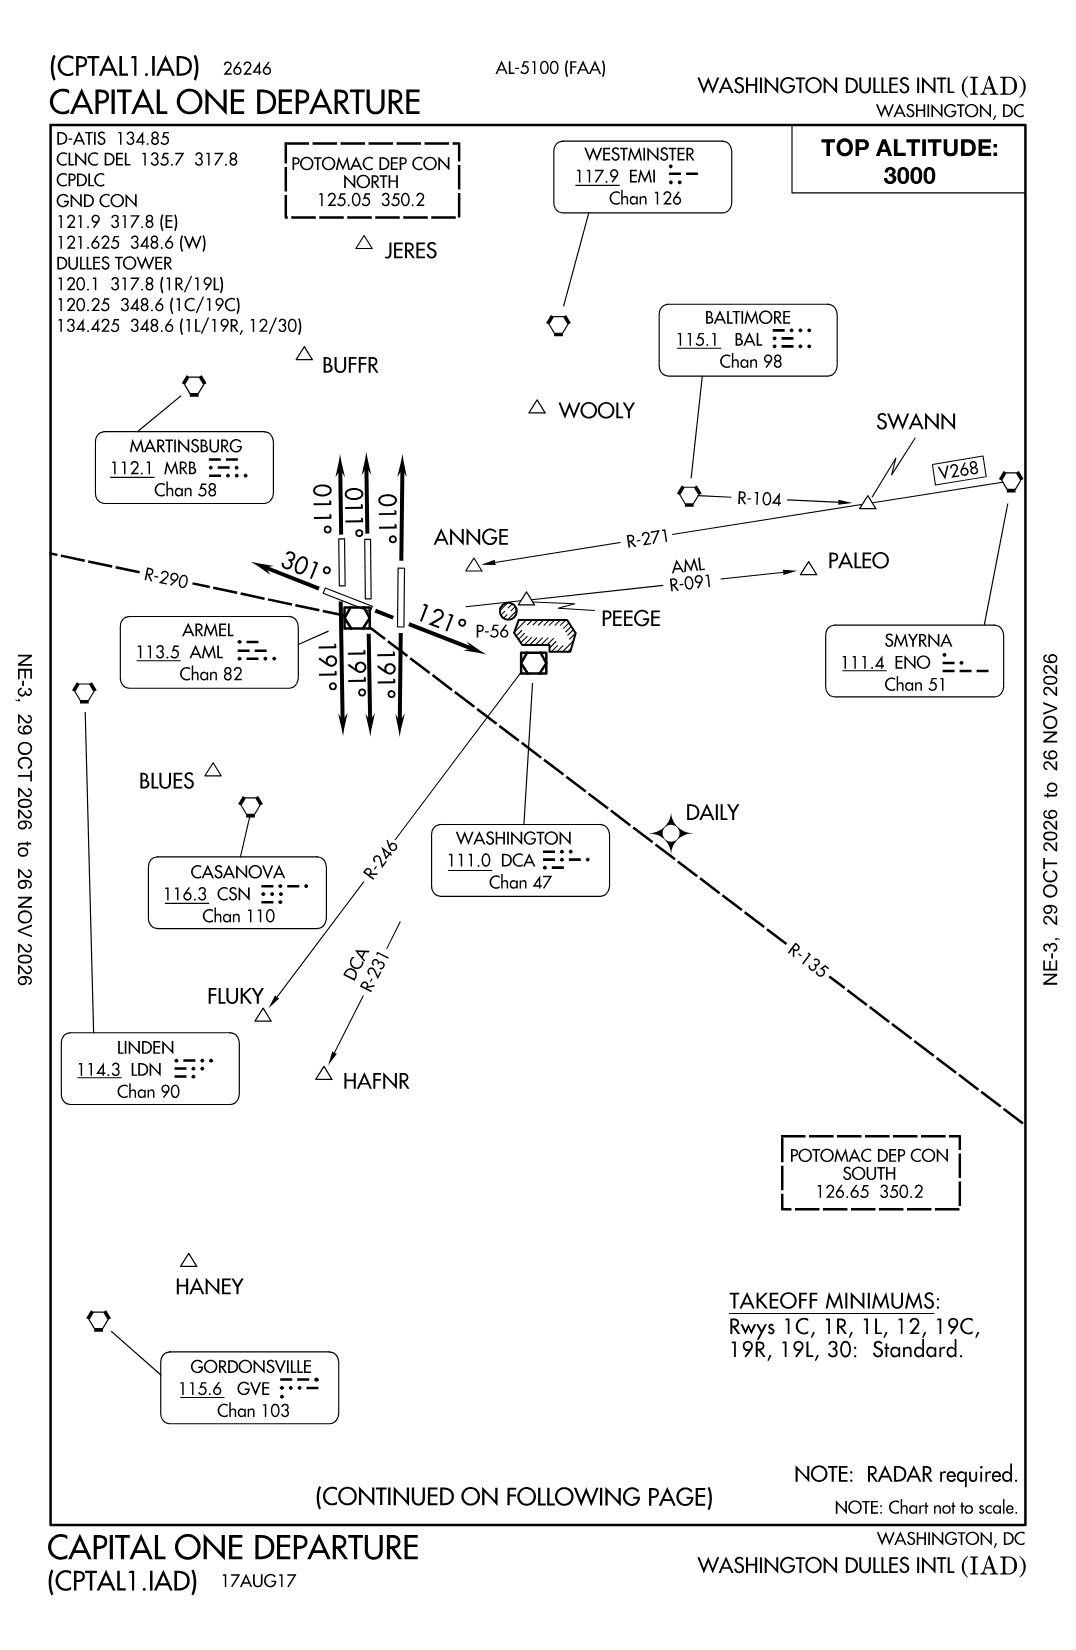 (CPTAL1.IAD) 26246
AL-5100 (FAA)
WASHINGTON DULLES INTL (IAD)
CAPITAL ONE DEPARTURE
WASHINGTON, DC
D-ATIS 134.85
CLNC DEL 135.7 317.8
CPDLC
GND CON
121.9 317.8 (E)
121.625 348.6 (W)
DULLES TOWER
120.1 317.8 (1R/19L)
120.25 348.6 (1C/19C)
134.425 348.6 (1L/19R, 12/30)
POTOMAC DEP CON
NORTH
125.05 350.2
WESTMINSTER
117.9 EMI
Chan 126
TOP ALTITUDE:
3000
JERES
BALTIMORE
115.1 BAL
Chan 98
BUFFR
WOOLY
SWANN
MARTINSBURG
112.1 MRB
Chan 58
V268
R-104
011°
011°
011°
ANNGE
R-271
PALEO
AML
R-091
R-290
301°
121°
P-56
PEEGE
ARMEL
113.5 AML
Chan 82
191°
191°
191°
SMYRNA
111.4 ENO
Chan 51
BLUES
DAILY
WASHINGTON
111.0 DCA
Chan 47
CASANOVA
116.3 CSN
Chan 110
R-246
DCA
R-231
R-135
FLUKY
LINDEN
114.3 LDN
Chan 90
HAFNR
POTOMAC DEP CON
SOUTH
126.65 350.2
HANEY
TAKEOFF MINIMUMS:
Rwys 1C, 1R, 1L, 12, 19C,
19R, 19L, 30: Standard.
GORDONSVILLE
115.6 GVE
Chan 103
NOTE: RADAR required.
(CONTINUED ON FOLLOWING PAGE)
NOTE: Chart not to scale.
NE-3, 29 OCT 2026 to 26 NOV 2026
NE-3, 29 OCT 2026 to 26 NOV 2026
CAPITAL ONE DEPARTURE
WASHINGTON, DC
(CPTAL1.IAD) 17AUG17
WASHINGTON DULLES INTL (IAD)